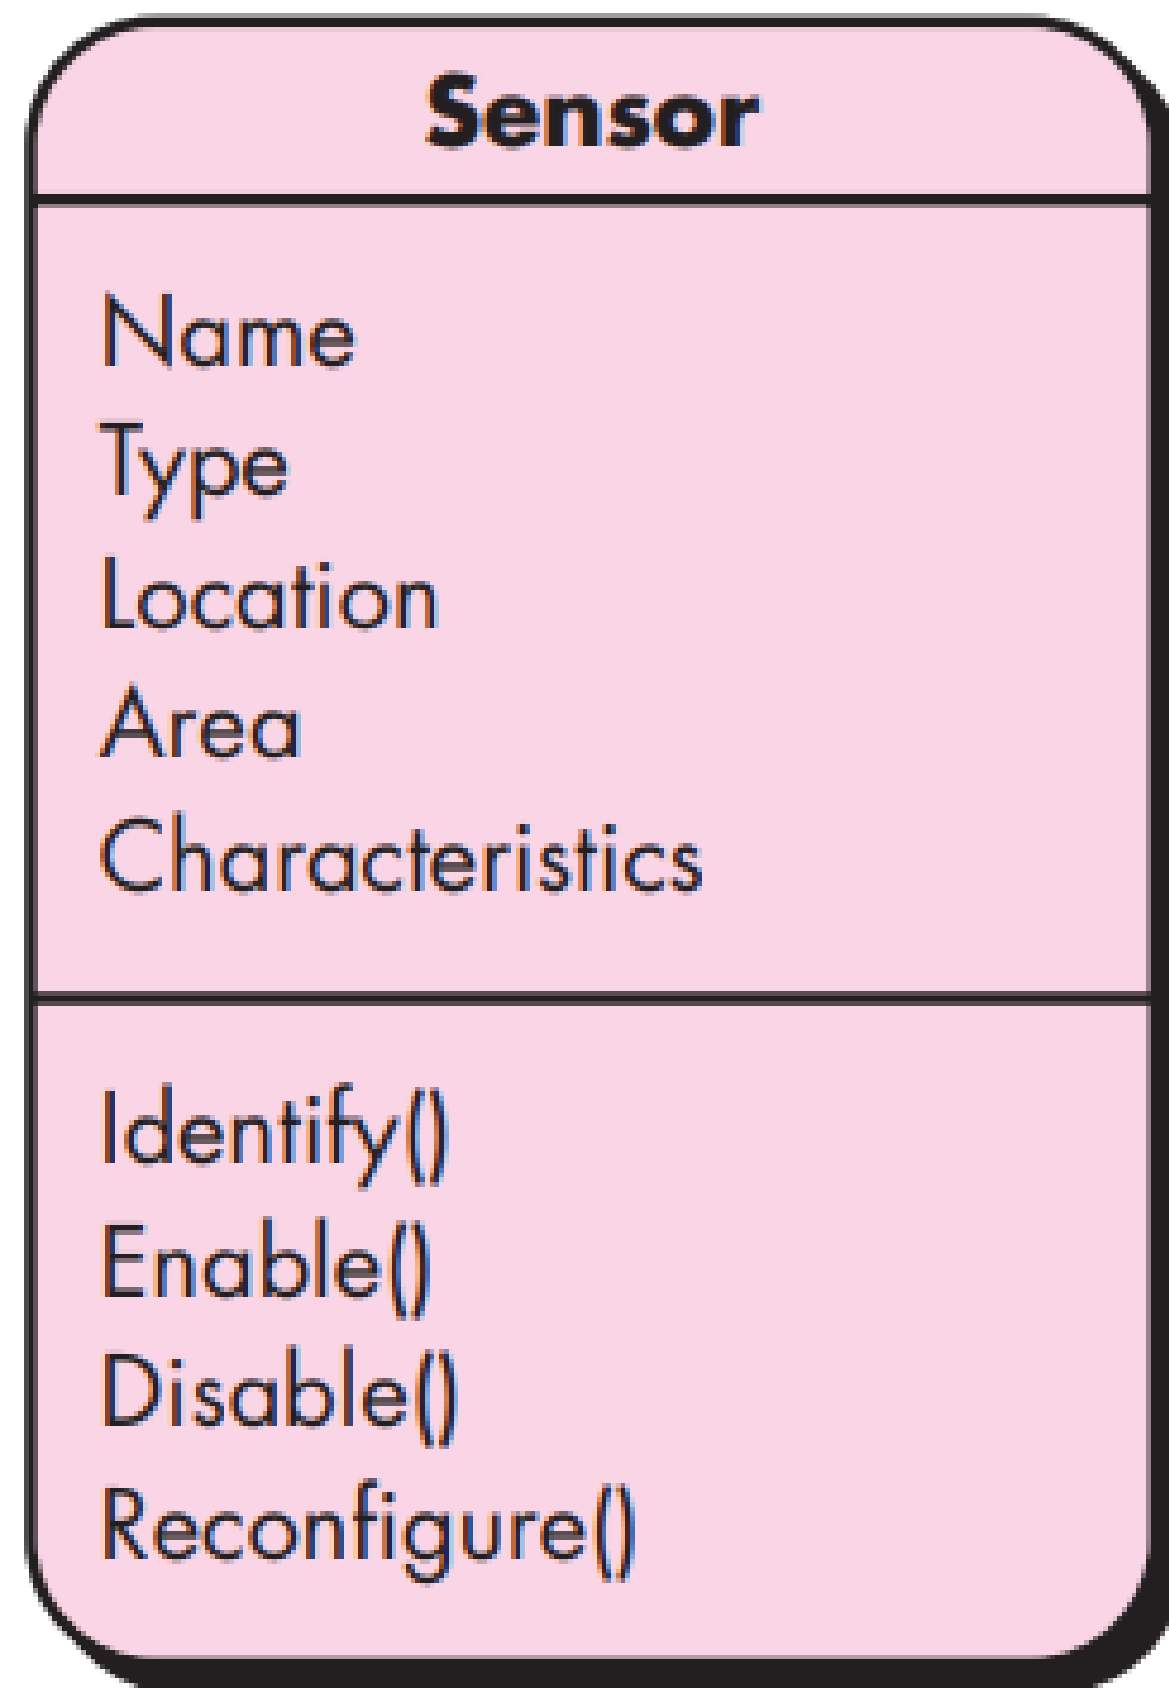 Sensor
Name
Type
Location
Area
Characteristics
Identify()
Enable()
Disable()
Reconfigure()